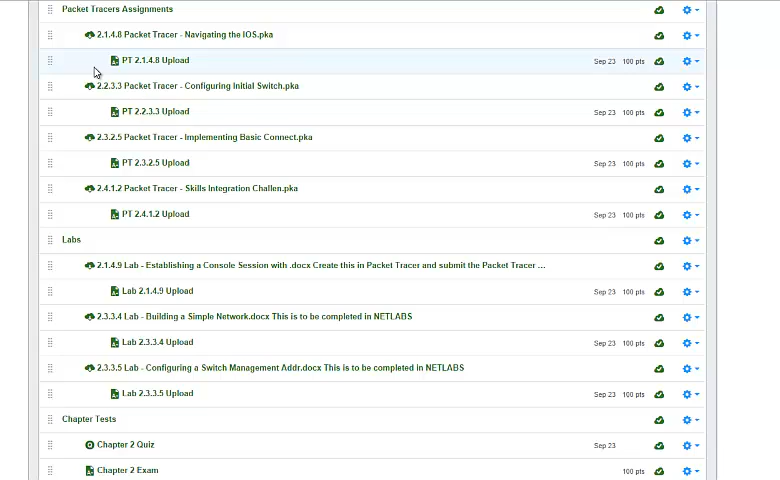 Packet Tracers Assignments
2.1.4.8 Packet Tracer - Navigating the IOS.pka
PT 2.1.4.8 Upload Sep 23 100 pts
2.2.3.3 Packet Tracer - Configuring Initial Switch.pka
PT 2.2.3.3 Upload Sep 23 100 pts
2.3.2.5 Packet Tracer - Implementing Basic Connect.pka
PT 2.3.2.5 Upload Sep 23 100 pts
2.4.1.2 Packet Tracer - Skills Integration Challen.pka
PT 2.4.1.2 Upload Sep 23 100 pts
Labs
2.1.4.9 Lab - Establishing a Console Session with .docx Create this in Packet Tracer and submit the Packet Tracer ...
Lab 2.1.4.9 Upload Sep 23 100 pts
2.3.3.4 Lab - Building a Simple Network.docx This is to be completed in NETLABS
Lab 2.3.3.4 Upload Sep 23 100 pts
2.3.3.5 Lab - Configuring a Switch Management Addr.docx This is to be completed in NETLABS
Lab 2.3.3.5 Upload Sep 23 100 pts
Chapter Tests
Chapter 2 Quiz Sep 23
Chapter 2 Exam 100 pts